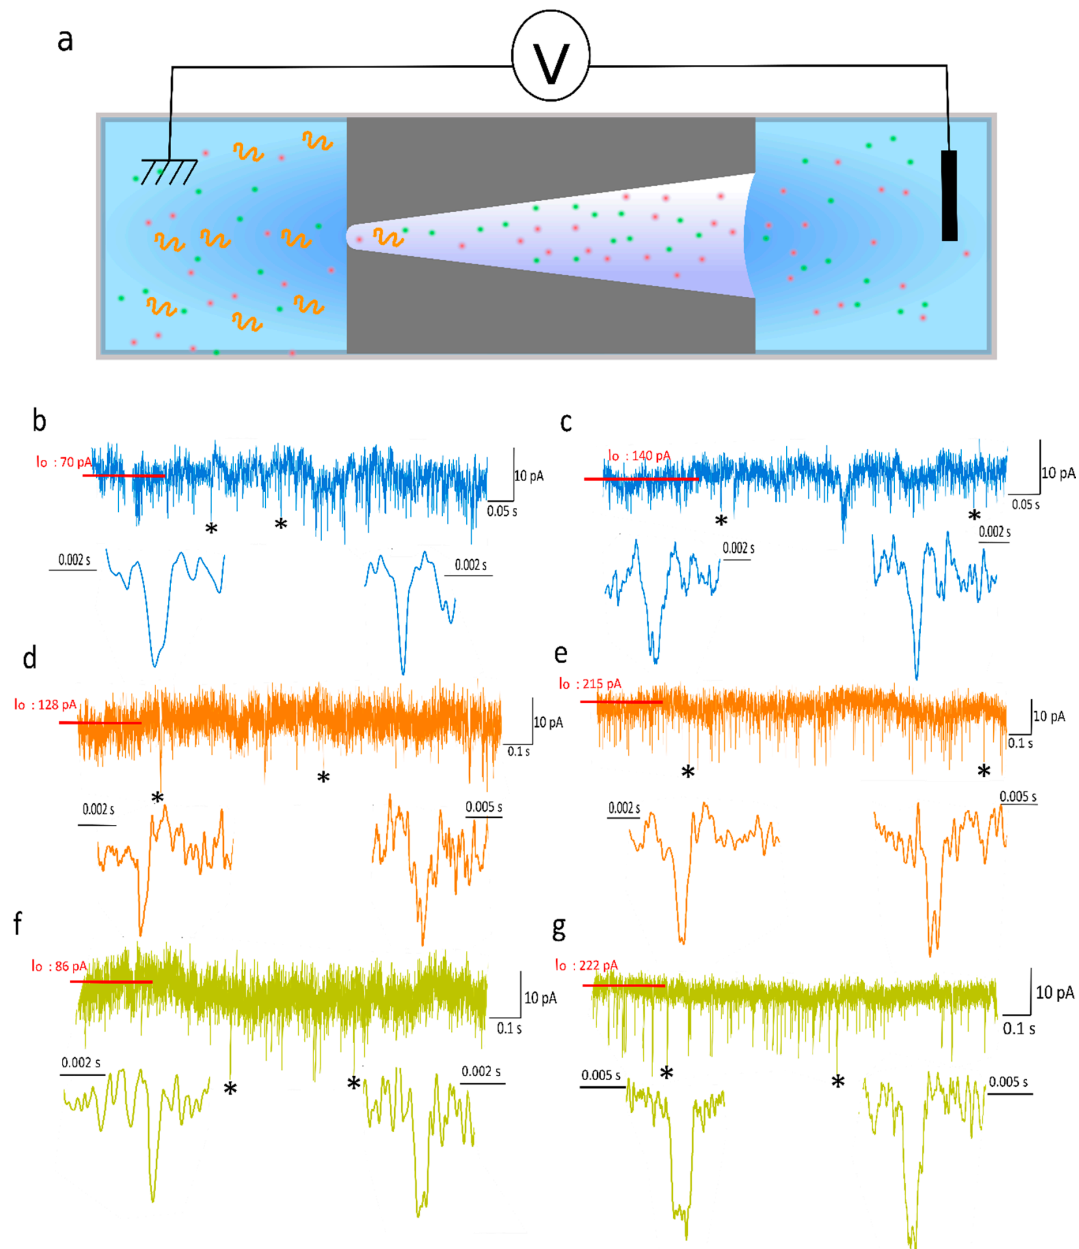 a
V
b
Io : 70 pA
10 pA
0.05 s
*
*
0.002 s
0.002 s
c
Io : 140 pA
10 pA
0.05 s
*
*
0.002 s
0.002 s
d
Io : 128 pA
10 pA
0.1 s
*
*
0.002 s
0.005 s
e
Io : 215 pA
10 pA
0.1 s
*
*
0.002 s
0.005 s
f
Io : 86 pA
10 pA
0.1 s
*
*
0.002 s
0.002 s
g
Io : 222 pA
10 pA
0.1 s
*
*
0.005 s
0.005 s